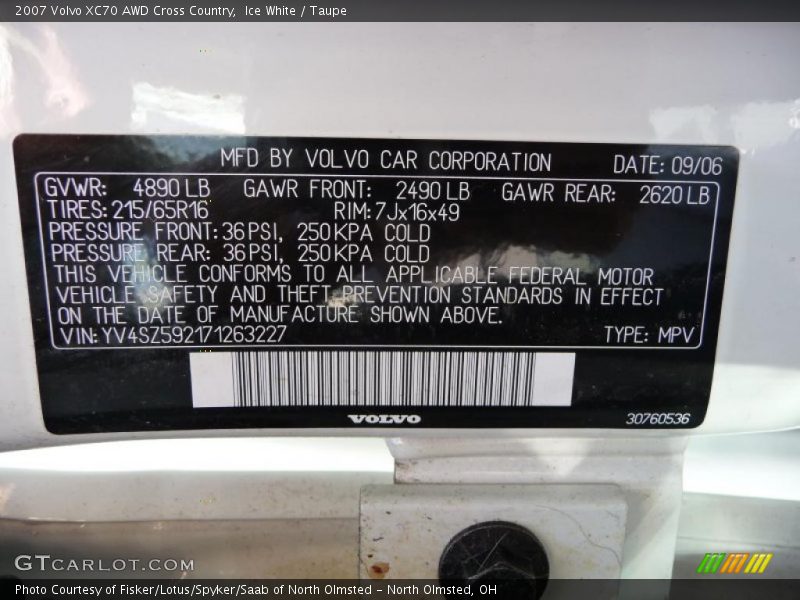 2007 Volvo XC70 AWD Cross Country,  Ice White / Taupe
MFD BY VOLVO CAR CORPORATION DATE: 09/06
GVWR: 4890 LB GAWR FRONT: 2490 LB GAWR REAR: 2620 LB
TIRES: 215/65R16 RIM: 7Jx16x49
PRESSURE FRONT: 36 PSI, 250 KPA COLD
PRESSURE REAR: 36 PSI, 250 KPA COLD
THIS VEHICLE CONFORMS TO ALL APPLICABLE FEDERAL MOTOR
VEHICLE SAFETY AND THEFT PREVENTION STANDARDS IN EFFECT
ON THE DATE OF MANUFACTURE SHOWN ABOVE.
VIN: YV4SZ592171263227 TYPE: MPV
VOLVO 30760536
GTCARLOT.COM
Photo Courtesy of Fisker/Lotus/Spyker/Saab of North Olmsted - North Olmsted, OH